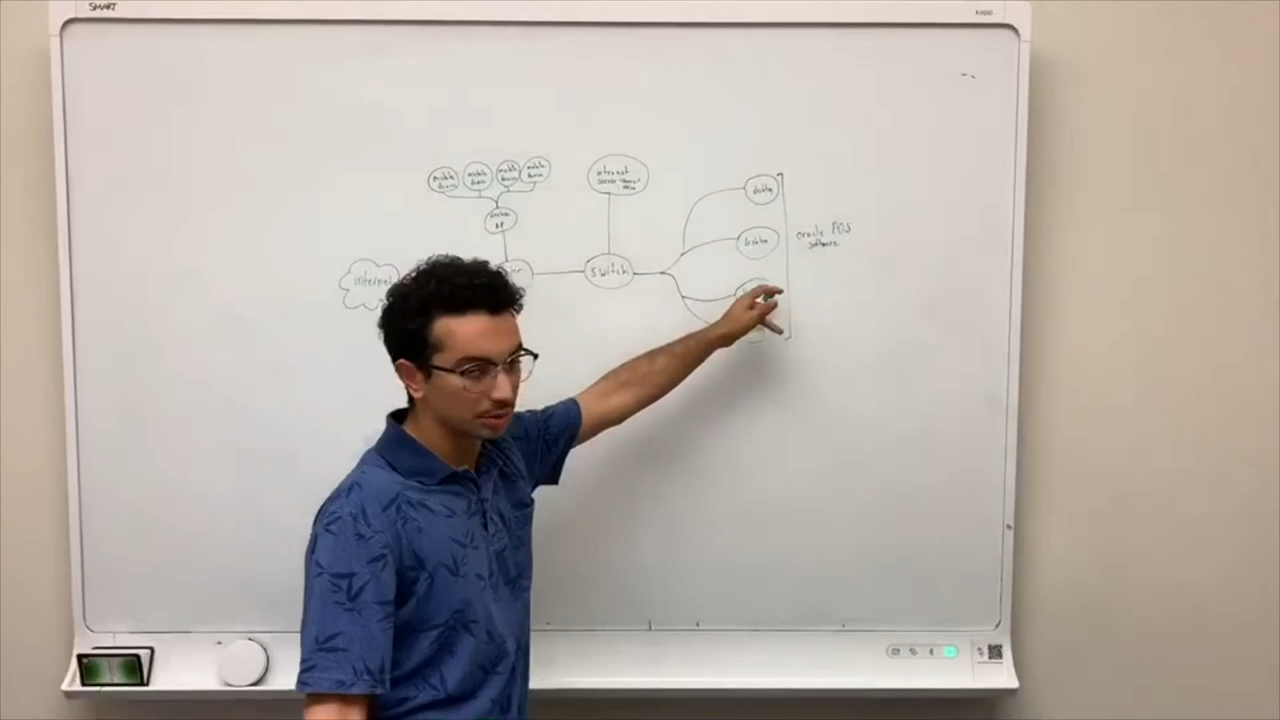 SMART
mobile device
mobile device
mobile device
mobile device
wireless AP
intranet
server
desktop
desktop
oracle POS
software
internet
switch